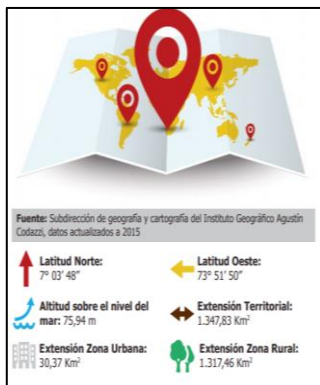 Fuente: Subdirección de geografía y cartografía del Instituto Geográfico Agustín
Codazzi, datos actualizados a 2015
Latitud Norte:
7° 03' 48"
Latitud Oeste:
73° 51' 50"
Altitud sobre el nivel del
mar: 75,94 m
Extensión Territorial:
1.347,83 Km²
Extensión Zona Urbana:
30,37 Km²
Extensión Zona Rural:
1.317,46 Km²